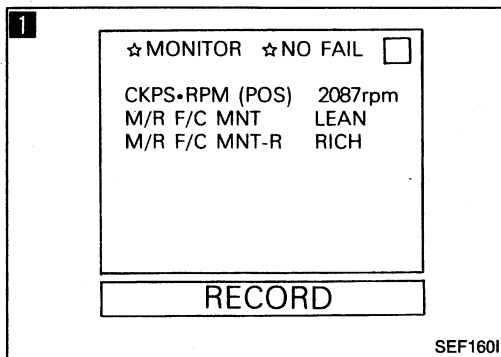 1
☆MONITOR ☆NO FAIL
CKPS•RPM (POS) 2087rpm
M/R F/C MNT LEAN
M/R F/C MNT-R RICH
RECORD
SEF160I